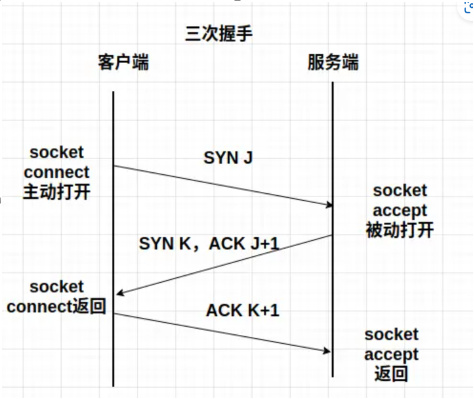 三次握手
客户端
服务端
socket
connect
主动打开
SYN J
socket
accept
被动打开
SYN K，ACK J+1
socket
connect返回
ACK K+1
socket
accept
返回